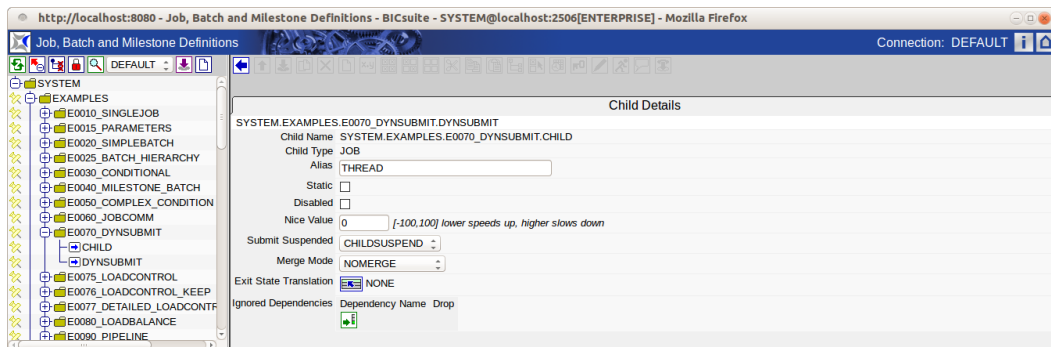 http://localhost:8080 - Job, Batch and Milestone Definitions - BICsuite - SYSTEM@localhost:2506[ENTERPRISE] - Mozilla Firefox
Job, Batch and Milestone Definitions
Connection: DEFAULT
DEFAULT
SYSTEM
EXAMPLES
E0010_SINGLEJOB
E0015_PARAMETERS
E0020_SIMPLEBATCH
E0025_BATCH_HIERARCHY
E0030_CONDITIONAL
E0040_MILESTONE_BATCH
E0050_COMPLEX_CONDITION
E0060_JOBCOMM
E0070_DYNSUBMIT
CHILD
DYNSUBMIT
E0075_LOADCONTROL
E0076_LOADCONTROL_KEEP
E0077_DETAILED_LOADCONTR
E0080_LOADBALANCE
E0090_PIPELINE
Child Details
SYSTEM.EXAMPLES.E0070_DYNSUBMIT.DYNSUBMIT
Child Name SYSTEM.EXAMPLES.E0070_DYNSUBMIT.CHILD
Child Type JOB
Alias THREAD
Static
Disabled
Nice Value 0 [-100,100] lower speeds up, higher slows down
Submit Suspended CHILDSUSPEND
Merge Mode NOMERGE
Exit State Translation NONE
Ignored Dependencies Dependency Name Drop